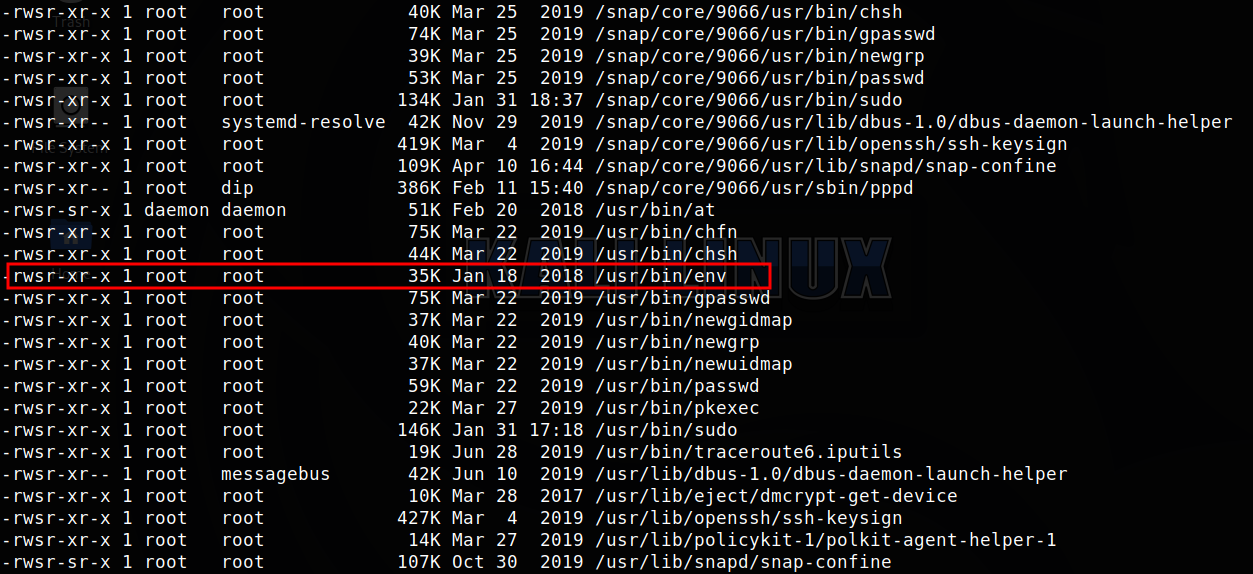 -rwsr-xr-x 1 root   root             40K Mar 25  2019 /snap/core/9066/usr/bin/chsh
-rwsr-xr-x 1 root   root             74K Mar 25  2019 /snap/core/9066/usr/bin/gpasswd
-rwsr-xr-x 1 root   root             39K Mar 25  2019 /snap/core/9066/usr/bin/newgrp
-rwsr-xr-x 1 root   root             53K Mar 25  2019 /snap/core/9066/usr/bin/passwd
-rwsr-xr-x 1 root   root            134K Jan 31 18:37 /snap/core/9066/usr/bin/sudo
-rwsr-xr-- 1 root   systemd-resolve  42K Nov 29  2019 /snap/core/9066/usr/lib/dbus-1.0/dbus-daemon-launch-helper
-rwsr-xr-x 1 root   root            419K Mar  4  2019 /snap/core/9066/usr/lib/openssh/ssh-keysign
-rwsr-xr-x 1 root   root            109K Apr 10 16:44 /snap/core/9066/usr/lib/snapd/snap-confine
-rwsr-xr-- 1 root   dip             386K Feb 11 15:40 /snap/core/9066/usr/sbin/pppd
-rwsr-sr-x 1 daemon daemon           51K Feb 20  2018 /usr/bin/at
-rwsr-xr-x 1 root   root             75K Mar 22  2019 /usr/bin/chfn
-rwsr-xr-x 1 root   root             44K Mar 22  2019 /usr/bin/chsh
-rwsr-xr-x 1 root   root             35K Jan 18  2018 /usr/bin/env
-rwsr-xr-x 1 root   root             75K Mar 22  2019 /usr/bin/gpasswd
-rwsr-xr-x 1 root   root             37K Mar 22  2019 /usr/bin/newgidmap
-rwsr-xr-x 1 root   root             40K Mar 22  2019 /usr/bin/newgrp
-rwsr-xr-x 1 root   root             37K Mar 22  2019 /usr/bin/newuidmap
-rwsr-xr-x 1 root   root             59K Mar 22  2019 /usr/bin/passwd
-rwsr-xr-x 1 root   root             22K Mar 27  2019 /usr/bin/pkexec
-rwsr-xr-x 1 root   root            146K Jan 31 17:18 /usr/bin/sudo
-rwsr-xr-x 1 root   root             19K Jun 28  2019 /usr/bin/traceroute6.iputils
-rwsr-xr-- 1 root   messagebus       42K Jun 10  2019 /usr/lib/dbus-1.0/dbus-daemon-launch-helper
-rwsr-xr-x 1 root   root             10K Mar 28  2017 /usr/lib/eject/dmcrypt-get-device
-rwsr-xr-x 1 root   root            427K Mar  4  2019 /usr/lib/openssh/ssh-keysign
-rwsr-xr-x 1 root   root             14K Mar 27  2019 /usr/lib/policykit-1/polkit-agent-helper-1
-rwsr-sr-x 1 root   root            107K Oct 30  2019 /usr/lib/snapd/snap-confine
Trash
KALI LINUX